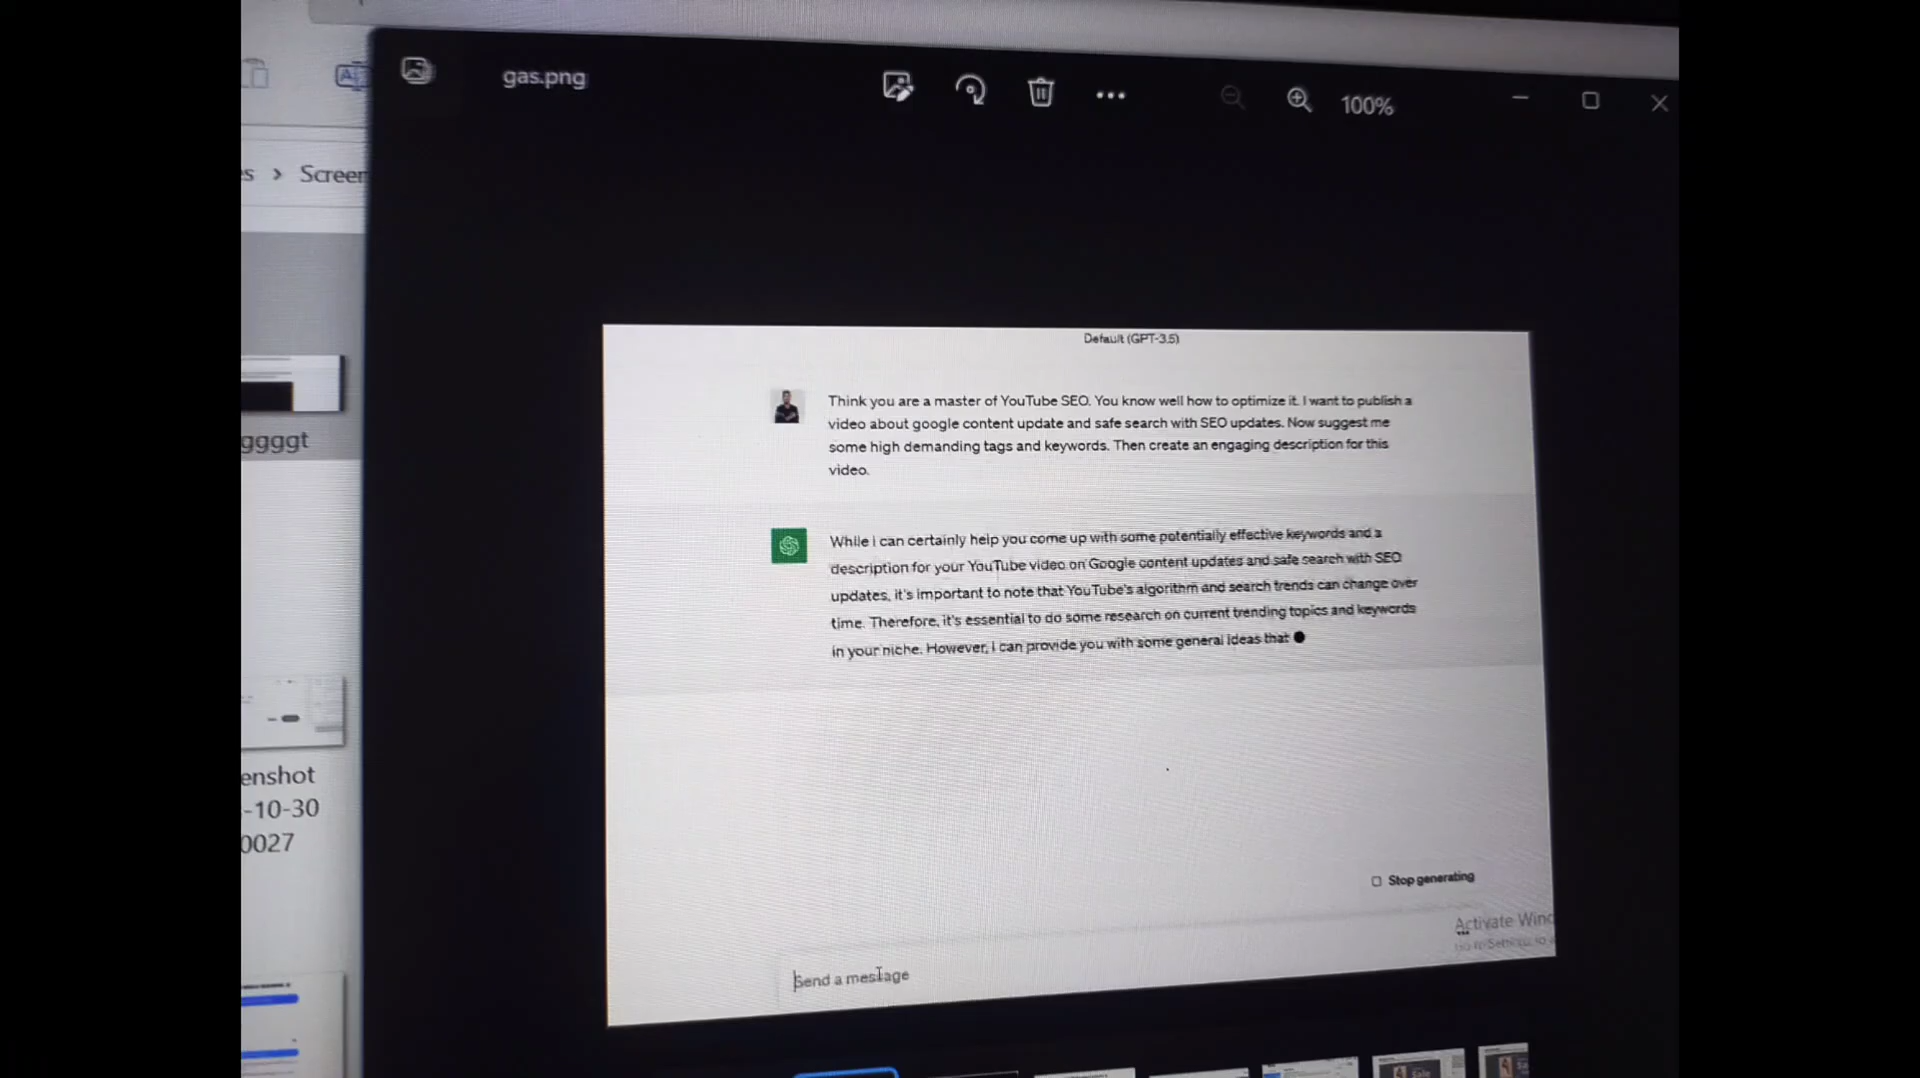 gas.png
100%
s > Screen
Default (GPT-3.5)
Think you are a master of YouTube SEO. You know well how to optimize it. I want to publish a
video about google content update and safe search with SEO updates. Now suggest me
some high demanding tags and keywords. Then create an engaging description for this
video.
ggggt
While I can certainly help you come up with some potentially effective keywords and a
description for your YouTube video on Google content updates and safe search with SEO
updates, it's important to note that YouTube's algorithm and search trends can change over
time. Therefore, it's essential to do some research on current trending topics and keywords
in your niche. However, I can provide you with some general ideas that
enshot
-10-30
0027
Stop generating
Activate Wind
Go to Settings to a
Send a message
Sale